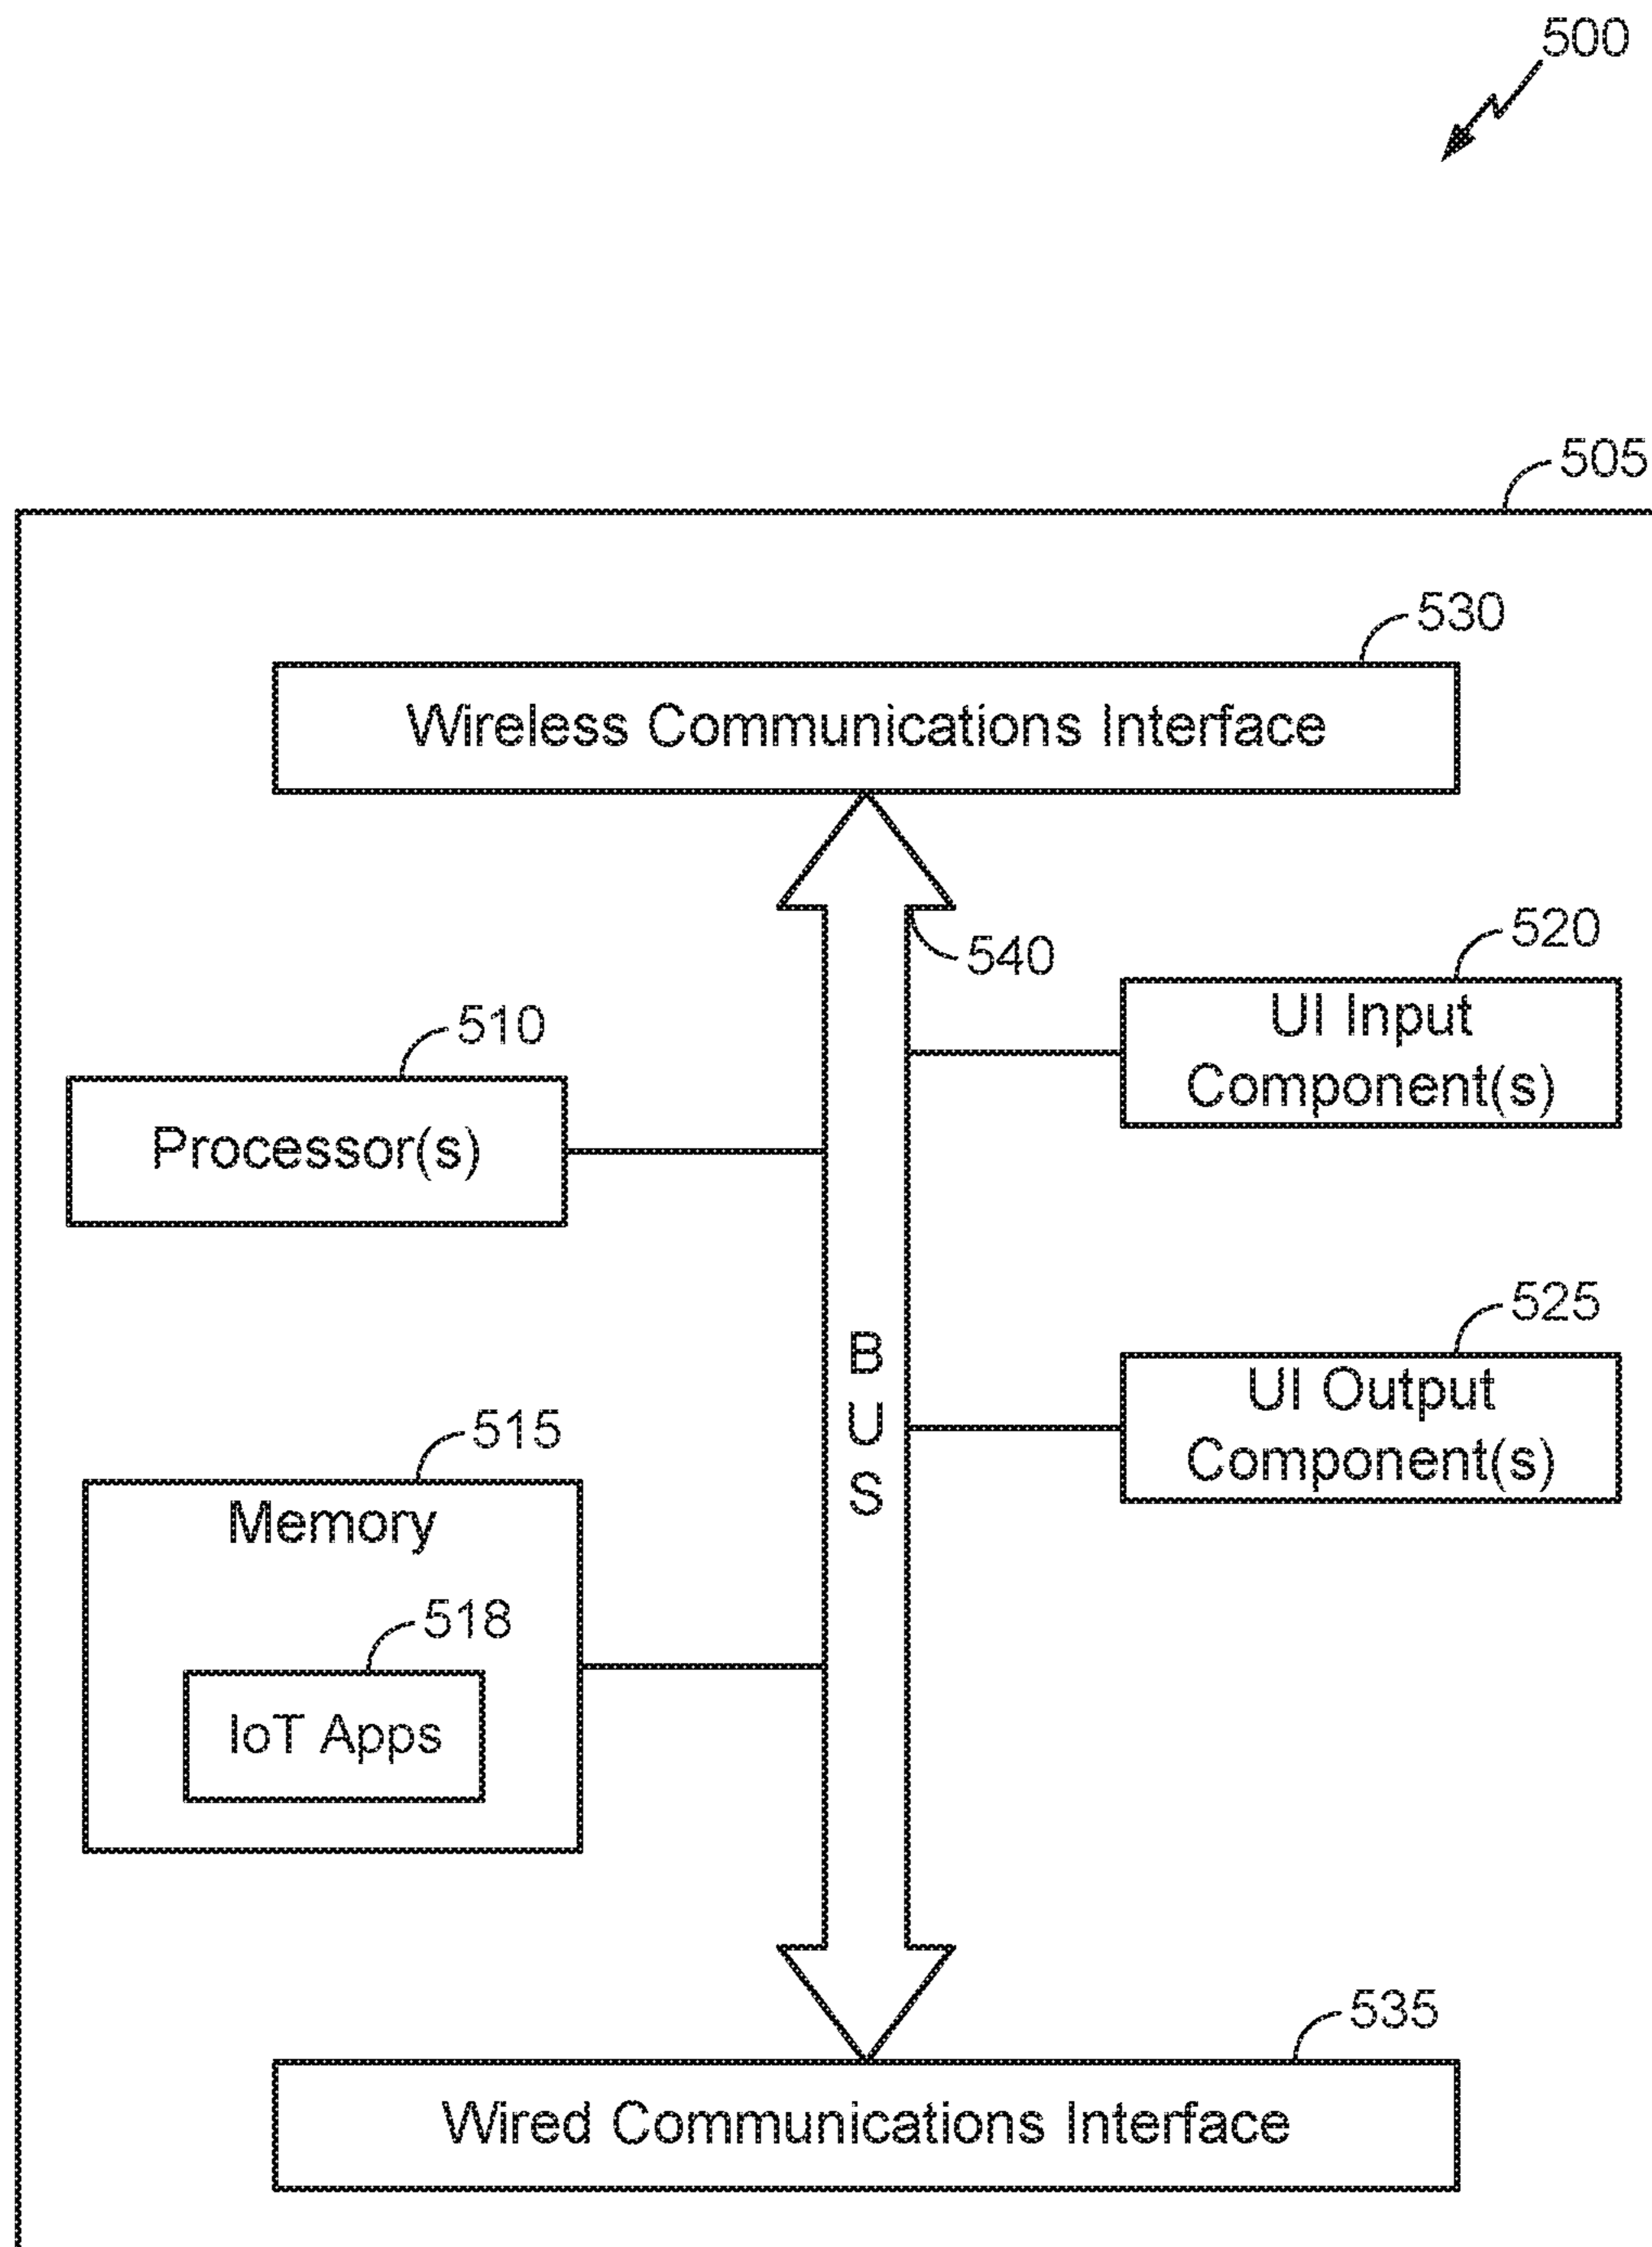 500
505
530
Wireless Communications Interface
540
520
UI Input
Component(s)
510
Processor(s)
525
UI Output
Component(s)
B
U
S
515
Memory
518
IoT Apps
535
Wired Communications Interface